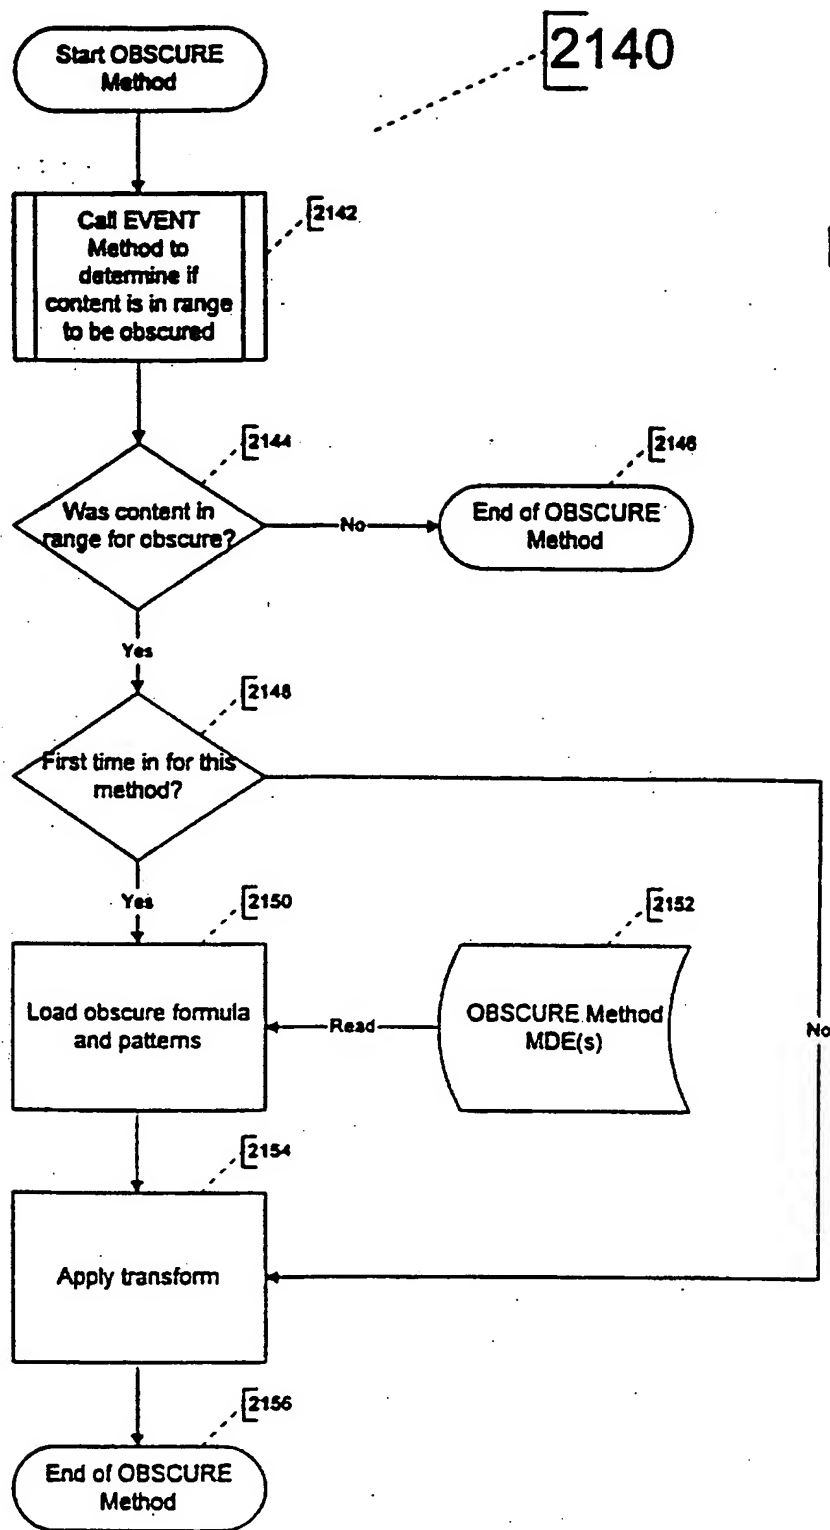 Start OBSCURE
Method
2140
Call EVENT
Method to
determine if
content is in range
to be obscured
2142
2144
Was content in
range for obscure?
No
2146
End of OBSCURE
Method
Yes
2148
First time in for this
method?
Yes
2150
Load obscure formula
and patterns
Read
2152
OBSCURE Method
MDE(s)
No
2154
Apply transform
2156
End of OBSCURE
Method